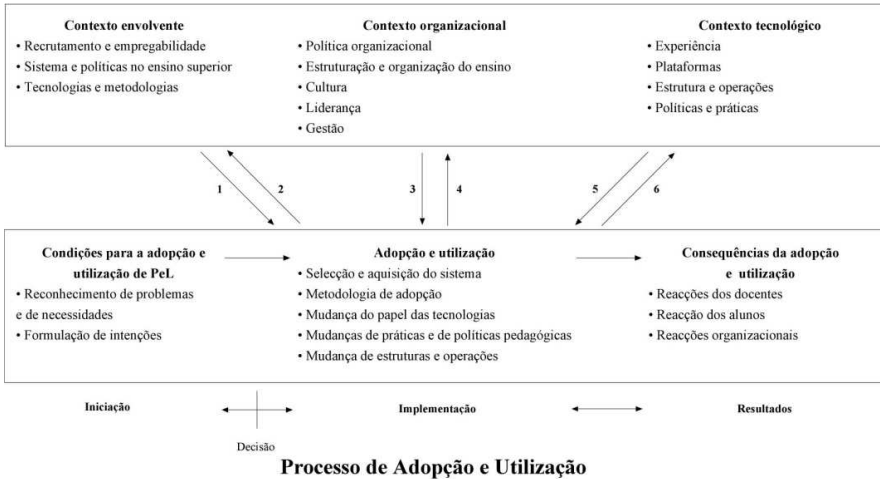 Contexto envolvente
• Recrutamento e empregabilidade
• Sistema e políticas no ensino superior
• Tecnologias e metodologias
Contexto organizacional
• Política organizacional
• Estruturação e organização do ensino
• Cultura
• Liderança
• Gestão
Contexto tecnológico
• Experiência
• Plataformas
• Estrutura e operações
• Políticas e práticas
1
2
3
4
5
6
Condições para a adopção e
utilização de PeL
• Reconhecimento de problemas
e de necessidades
• Formulação de intenções
Adopção e utilização
• Selecção e aquisição do sistema
• Metodologia de adopção
• Mudança do papel das tecnologias
• Mudanças de práticas e de políticas pedagógicas
• Mudança de estruturas e operações
Consequências da adopção
e utilização
• Reacções dos docentes
• Reacção dos alunos
• Reacções organizacionais
Iniciação
Implementação
Resultados
Decisão
Processo de Adopção e Utilização